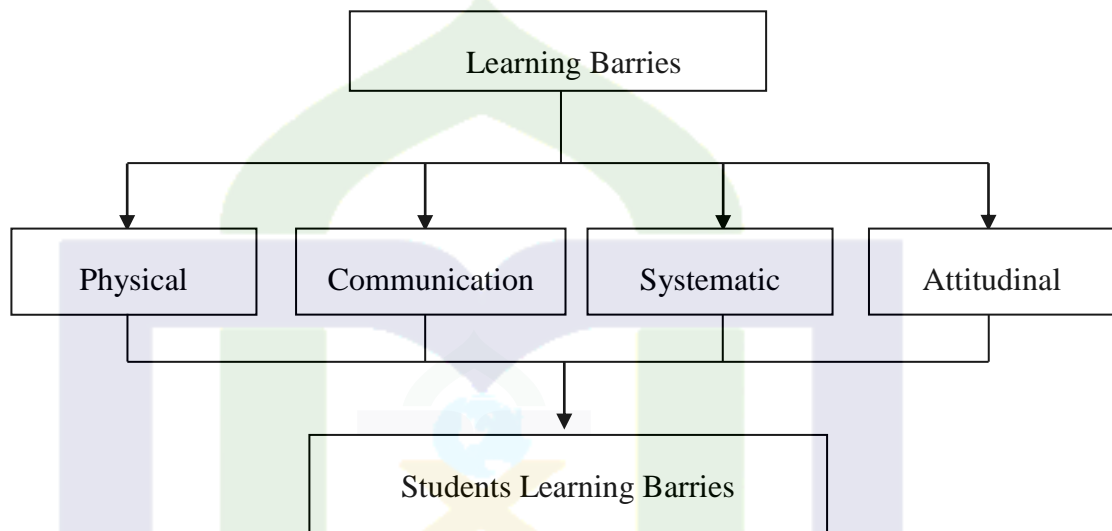 Learning Barries
Physical
Communication
Systematic
Attitudinal
Students Learning Barries